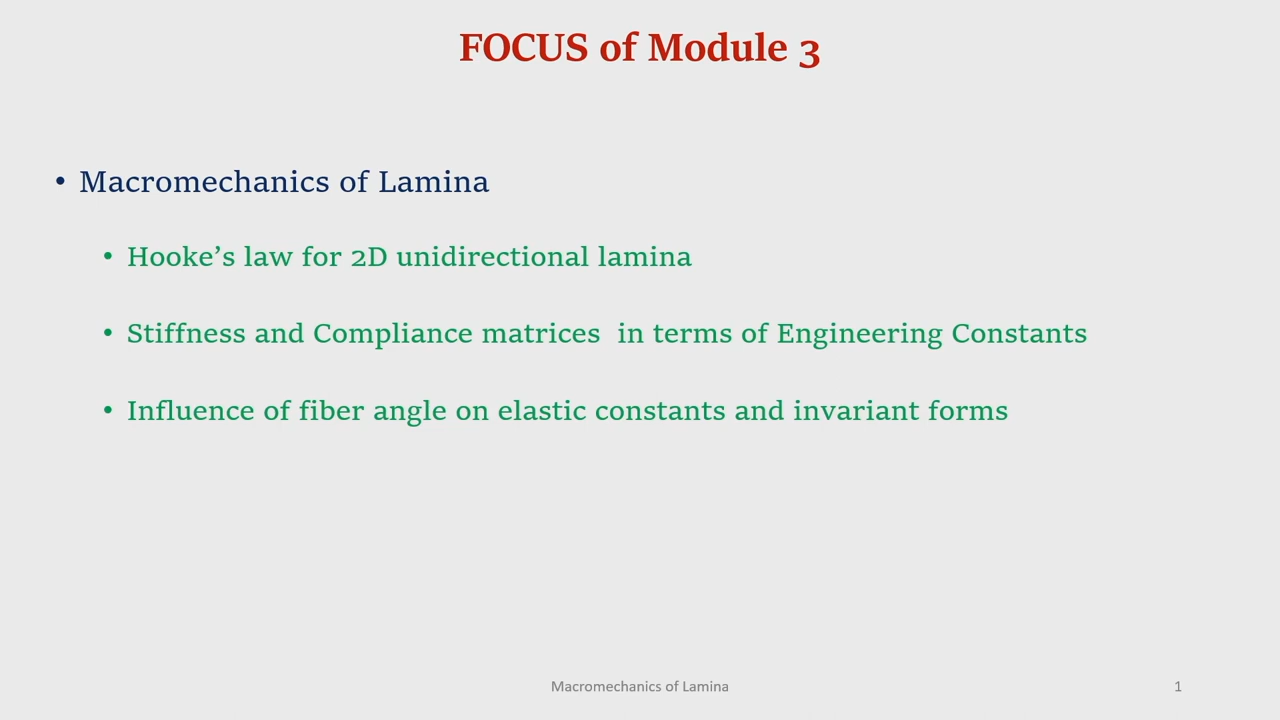 FOCUS of Module 3
• Macromechanics of Lamina
• Hooke’s law for 2D unidirectional lamina
• Stiffness and Compliance matrices  in terms of Engineering Constants
• Influence of fiber angle on elastic constants and invariant forms
Macromechanics of Lamina
1